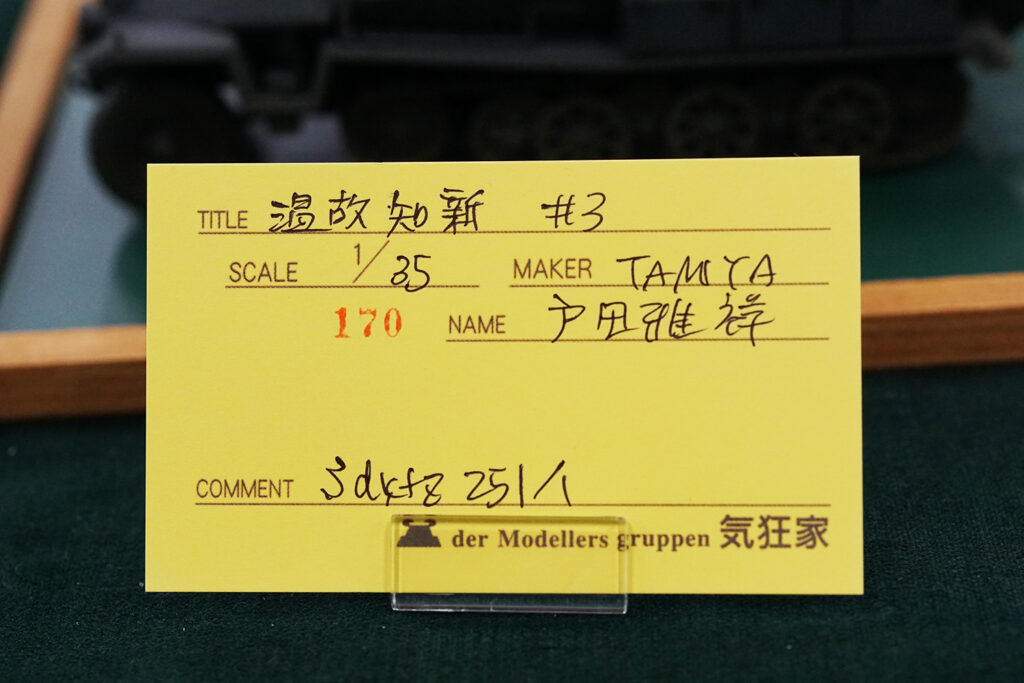 TITLE 温故知新 #3
SCALE 1/35 MAKER TAMIYA
170 NAME 戸田雅祥
COMMENT Sdkfz 251/1
der Modellers gruppen 気狂家